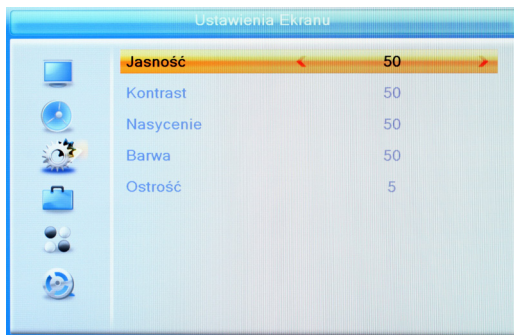 Ustawienia Ekranu
Jasność 50
Kontrast 50
Nasycenie 50
Barwa 50
Ostrość 5